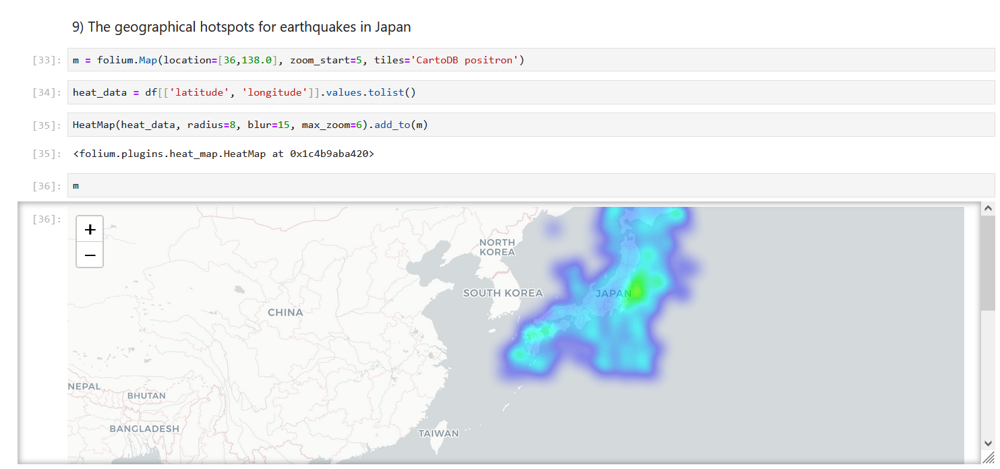 9) The geographical hotspots for earthquakes in Japan
[33]: m = folium.Map(location=[36,138.0], zoom_start=5, tiles='CartoDB positron')
[34]: heat_data = df[['latitude', 'longitude']].values.tolist()
[35]: HeatMap(heat_data, radius=8, blur=15, max_zoom=6).add_to(m)
[35]: <folium.plugins.heat_map.HeatMap at 0x1c4b9aba420>
[36]: m
[36]:
+
−
NORTH
KOREA
SOUTH KOREA
JAPAN
CHINA
NEPAL
BHUTAN
BANGLADESH
TAIWAN